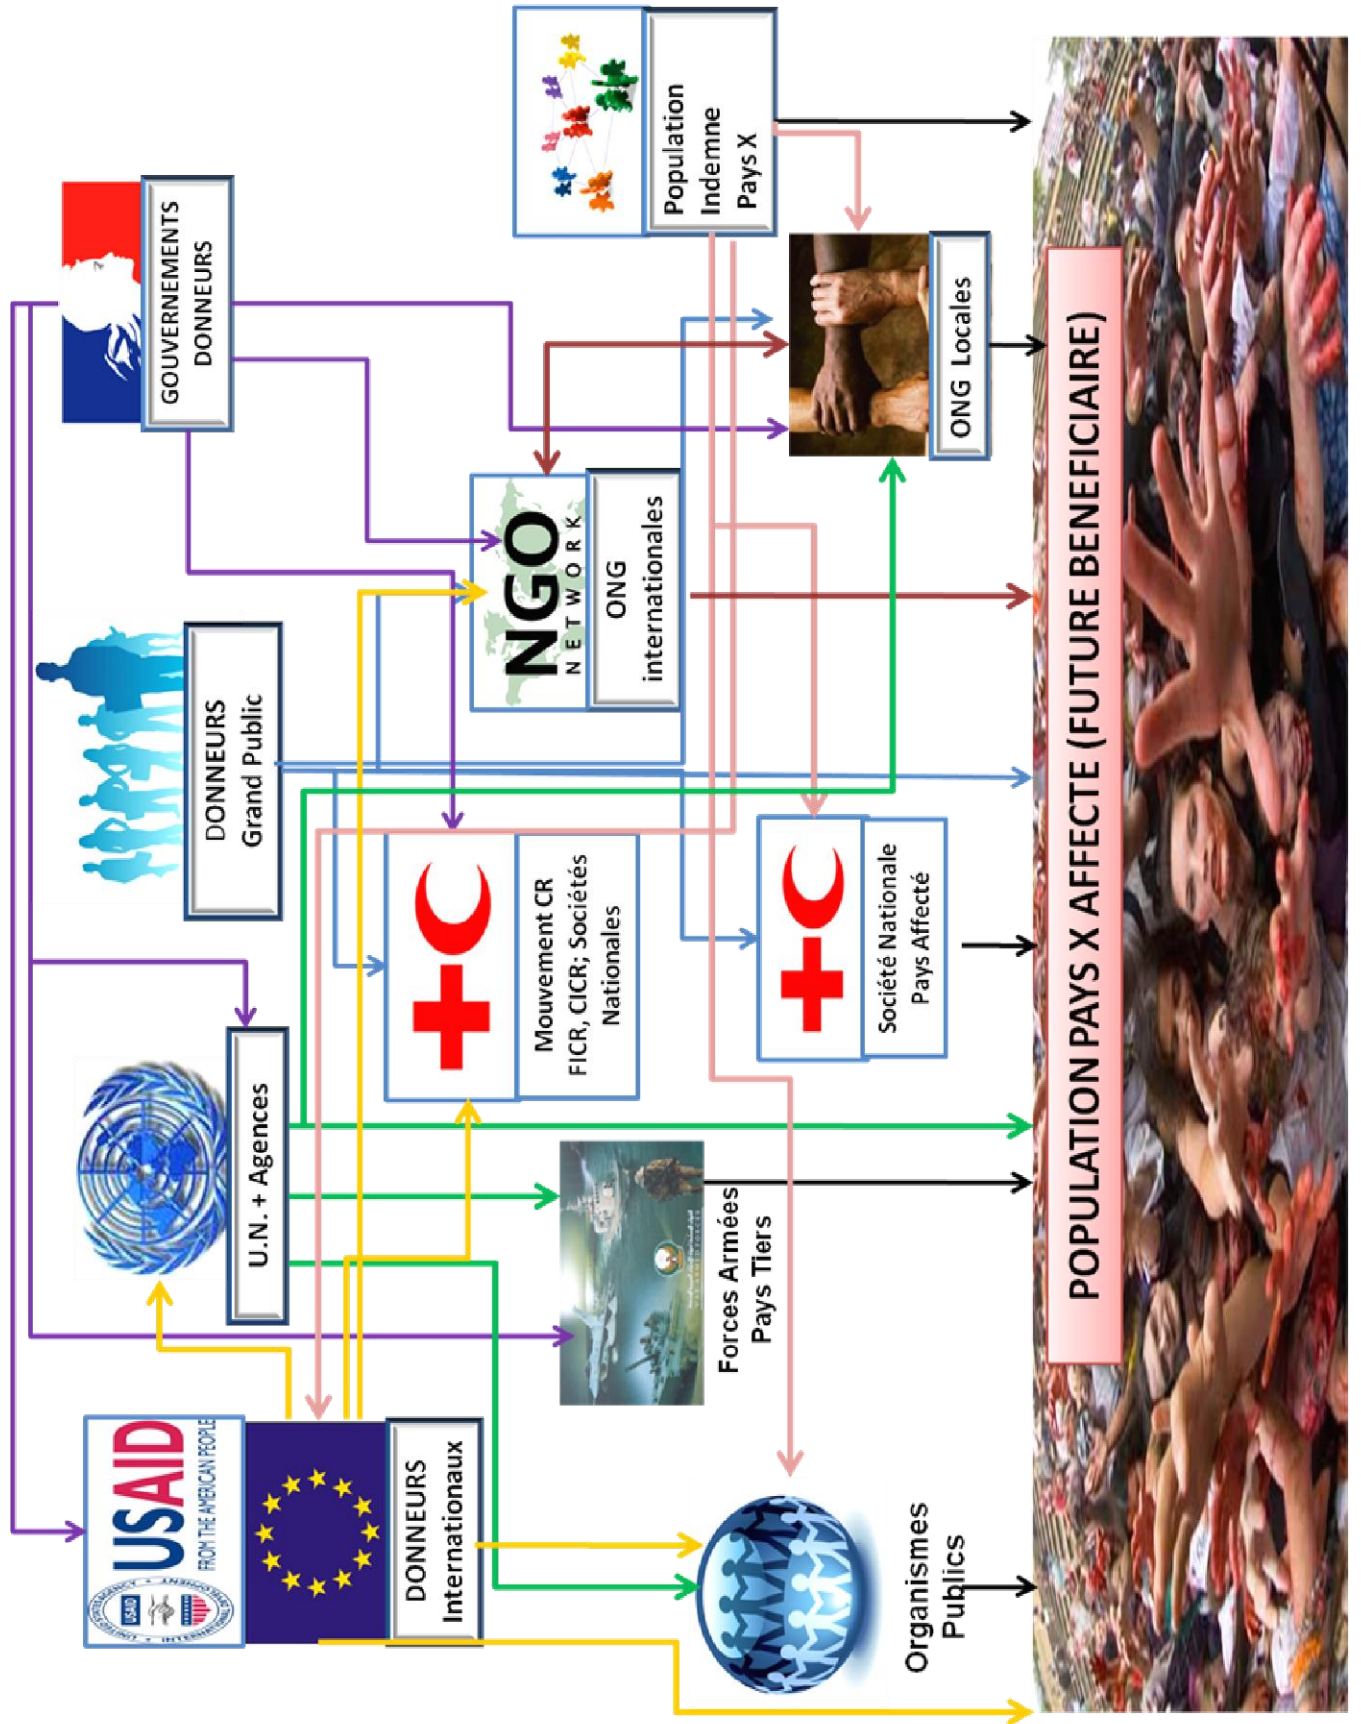 USAID
FROM THE AMERICAN PEOPLE
USAID
DONNEURS
Internationaux
U.N. + Agences
DONNEURS
Grand Public
GOUVERNEMENTS
DONNEURS
Mouvement CR
FICR, CICR; Sociétés
Nationales
NGO
NETWORK
ONG
internationales
Population
Indemne
Pays X
Forces Armées
Pays Tiers
Société Nationale
Pays Affecté
ONG Locales
Organismes
Publics
POPULATION PAYS X AFFECTE (FUTURE BENEFICIAIRE)